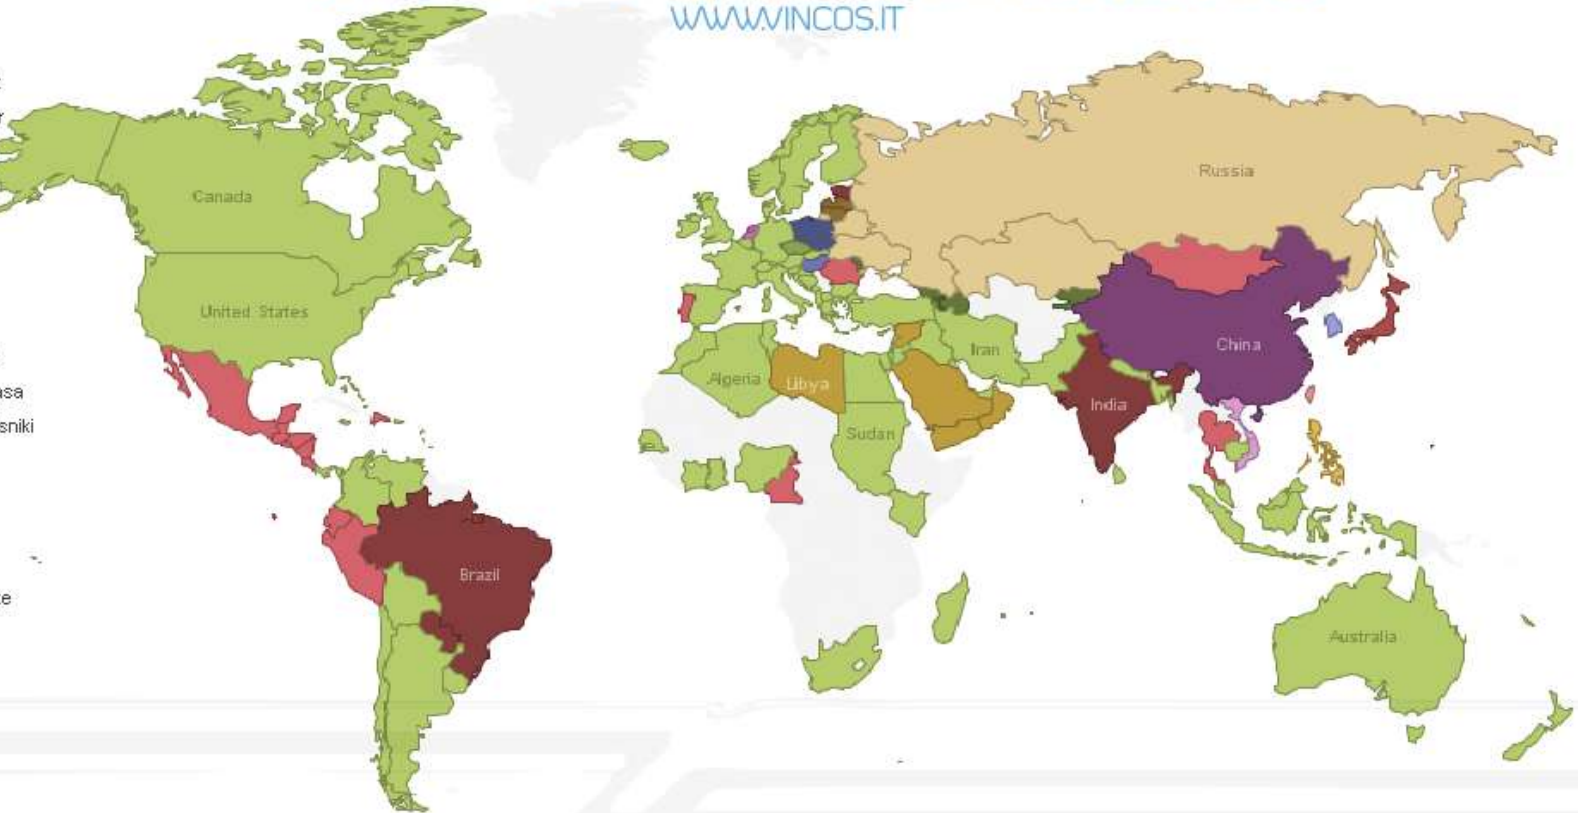 WWW.VINCOS.IT
Canada
Russia
United States
China
Iran
Algeria
Libya
asa
India
sniki
Sudan
Brazil
e
Australia